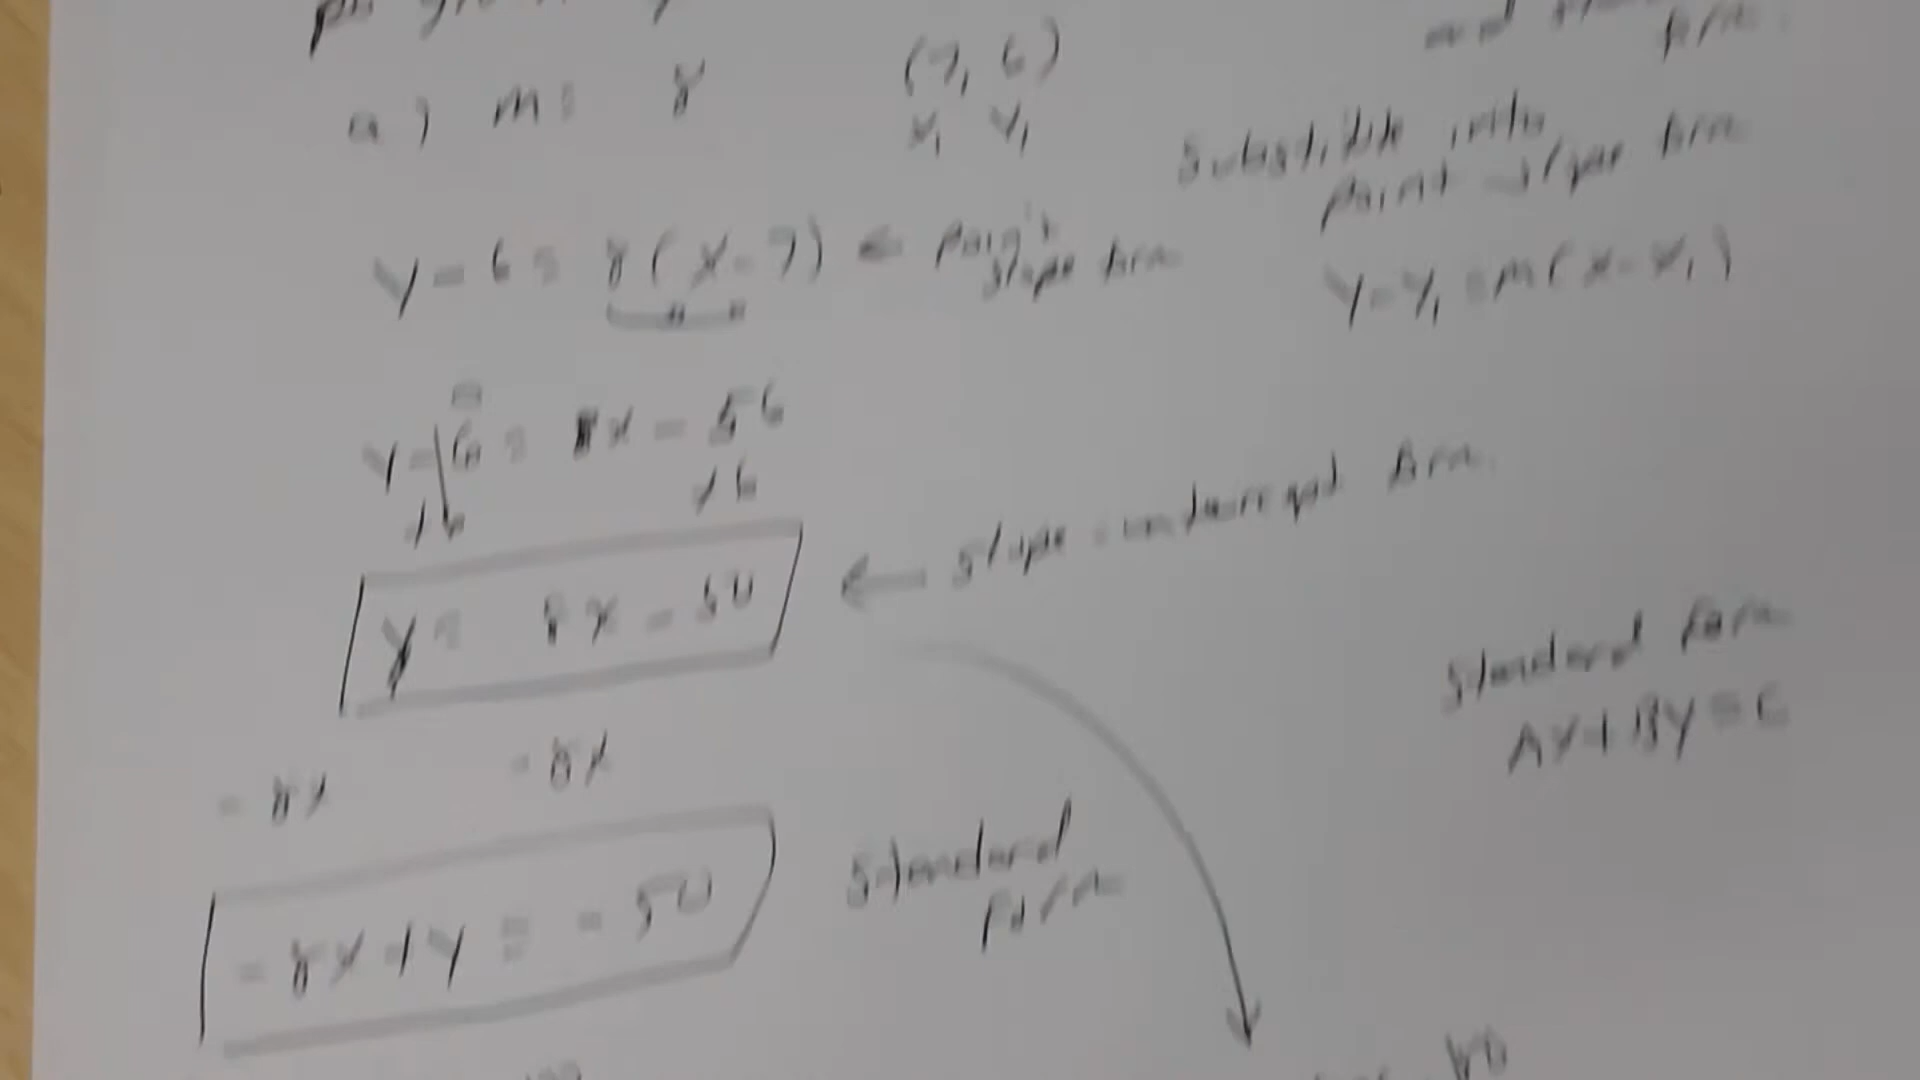 a) m = 8 (7, 6)
x₁ y₁
Substitute into
point slope form
y - y₁ = m(x - x₁)
y - 6 = 8(x - 7) ← point
slope form
y - 6 = 8x - 56
+6 +6
y = 8x - 50 ← slope-intercept form
-8x -8x
-8x + y = -50
Standard
form
Standard form
Ax + By = C